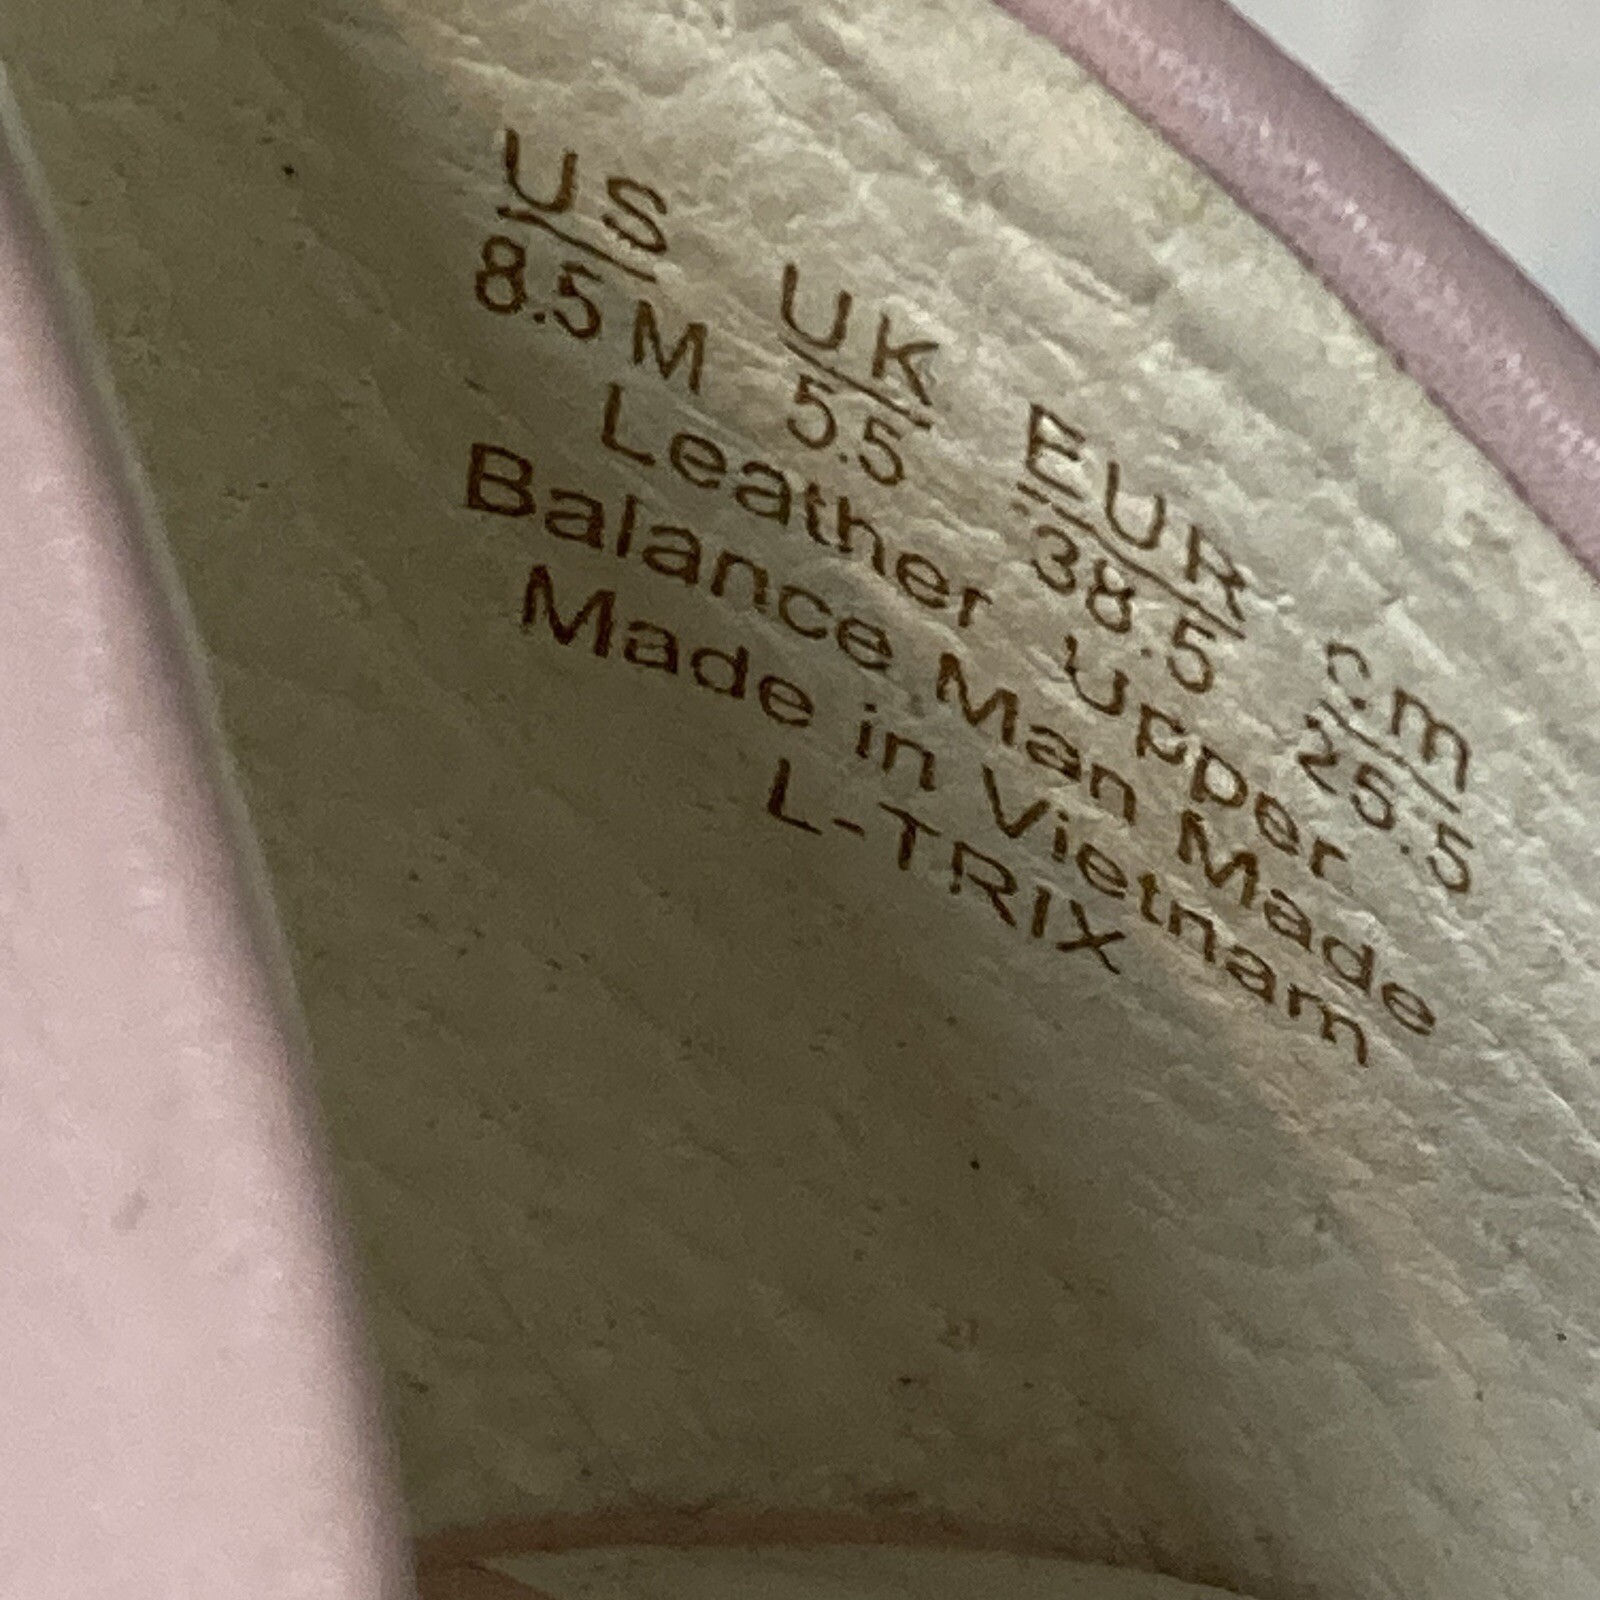 US UK EUR cm
8.5 M 5.5 38.5 25.5
Leather Upper
Balance Man Made
Made in Vietnam
L-TRIX